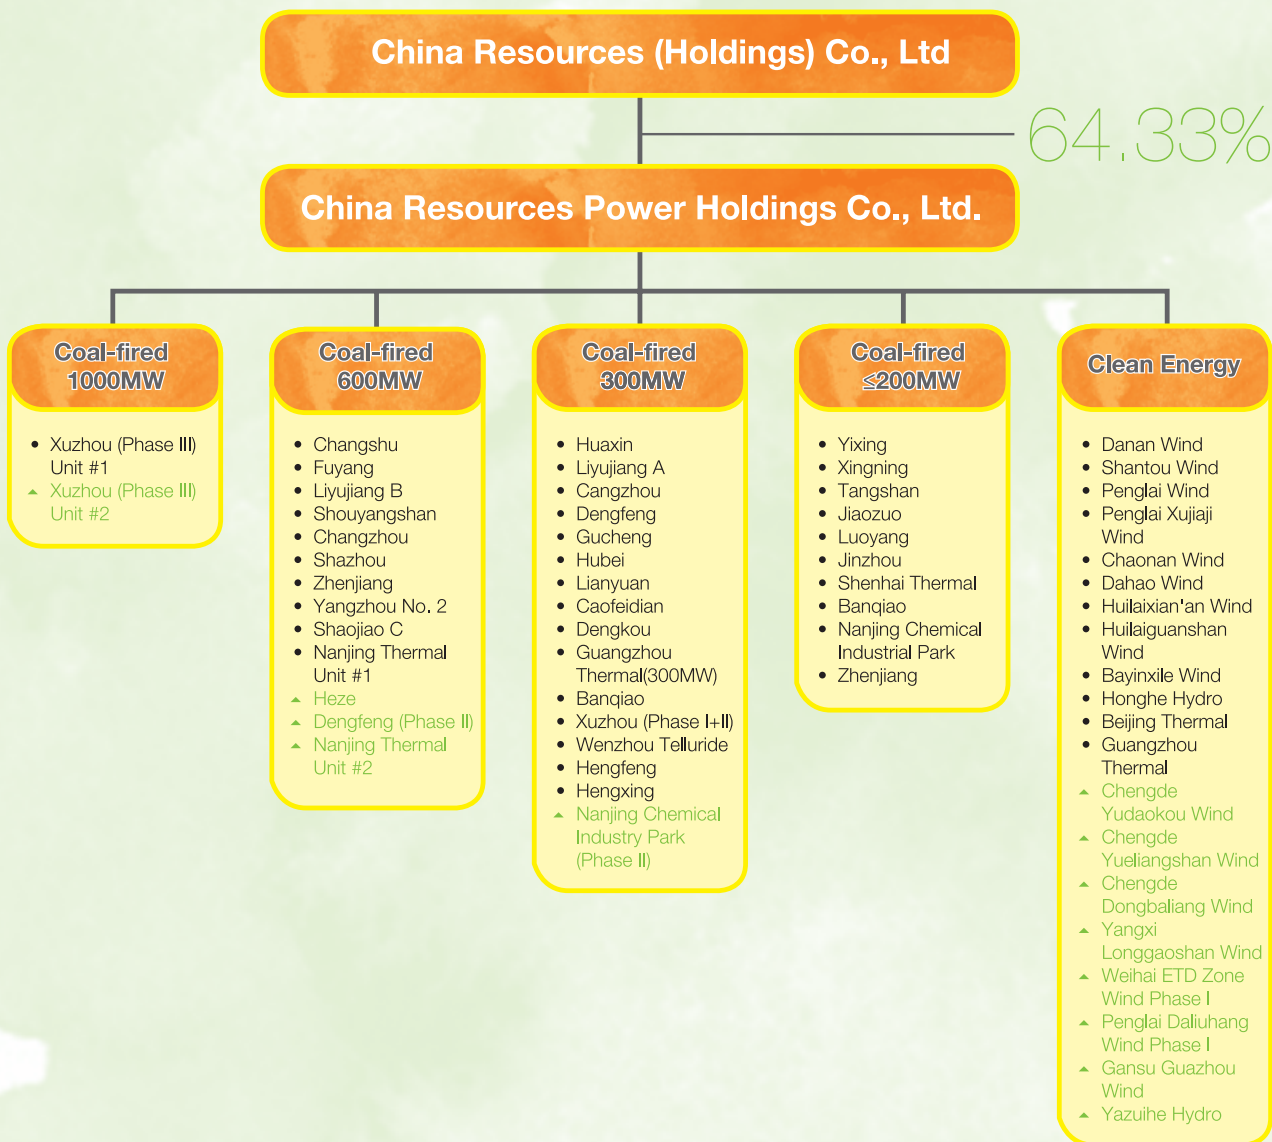 China Resources (Holdings) Co., Ltd
64.33%
China Resources Power Holdings Co., Ltd.
Coal-fired
1000MW
• Xuzhou (Phase III)
Unit #1
▲ Xuzhou (Phase III)
Unit #2
Coal-fired
600MW
• Changshu
• Fuyang
• Liyujiang B
• Shouyangshan
• Changzhou
• Shazhou
• Zhenjiang
• Yangzhou No. 2
• Shaojiao C
• Nanjing Thermal
Unit #1
▲ Heze
▲ Dengfeng (Phase II)
▲ Nanjing Thermal
Unit #2
Coal-fired
300MW
• Huaxin
• Liyujiang A
• Cangzhou
• Dengfeng
• Gucheng
• Hubei
• Lianyuan
• Caofeidian
• Dengkou
• Guangzhou
Thermal(300MW)
• Banqiao
• Xuzhou (Phase I+II)
• Wenzhou Telluride
• Hengfeng
• Hengxing
▲ Nanjing Chemical
Industry Park
(Phase II)
Coal-fired
≤200MW
• Yixing
• Xingning
• Tangshan
• Jiaozuo
• Luoyang
• Jinzhou
• Shenhai Thermal
• Banqiao
• Nanjing Chemical
Industrial Park
• Zhenjiang
Clean Energy
• Danan Wind
• Shantou Wind
• Penglai Wind
• Penglai Xujiaji
Wind
• Chaonan Wind
• Dahao Wind
• Huilaixian'an Wind
• Huilaiguanshan
Wind
• Bayinxile Wind
• Honghe Hydro
• Beijing Thermal
• Guangzhou
Thermal
▲ Chengde
Yudaokou Wind
▲ Chengde
Yueliangshan Wind
▲ Chengde
Dongbaliang Wind
▲ Yangxi
Longgaoshan Wind
▲ Weihai ETD Zone
Wind Phase I
▲ Penglai Daliuhang
Wind Phase I
▲ Gansu Guazhou
Wind
▲ Yazuihe Hydro